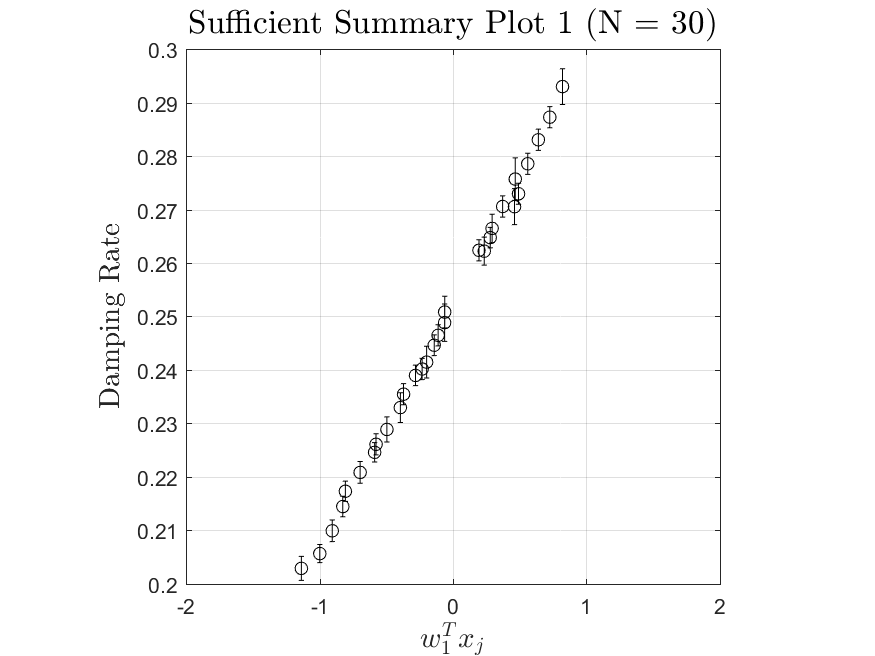 Sufficient Summary Plot 1 (N = 30)
0.3
0.29
0.28
0.27
0.26
0.25
0.24
0.23
0.22
0.21
0.2
Damping Rate
-2 -1 0 1 2
$w_1^T x_j$